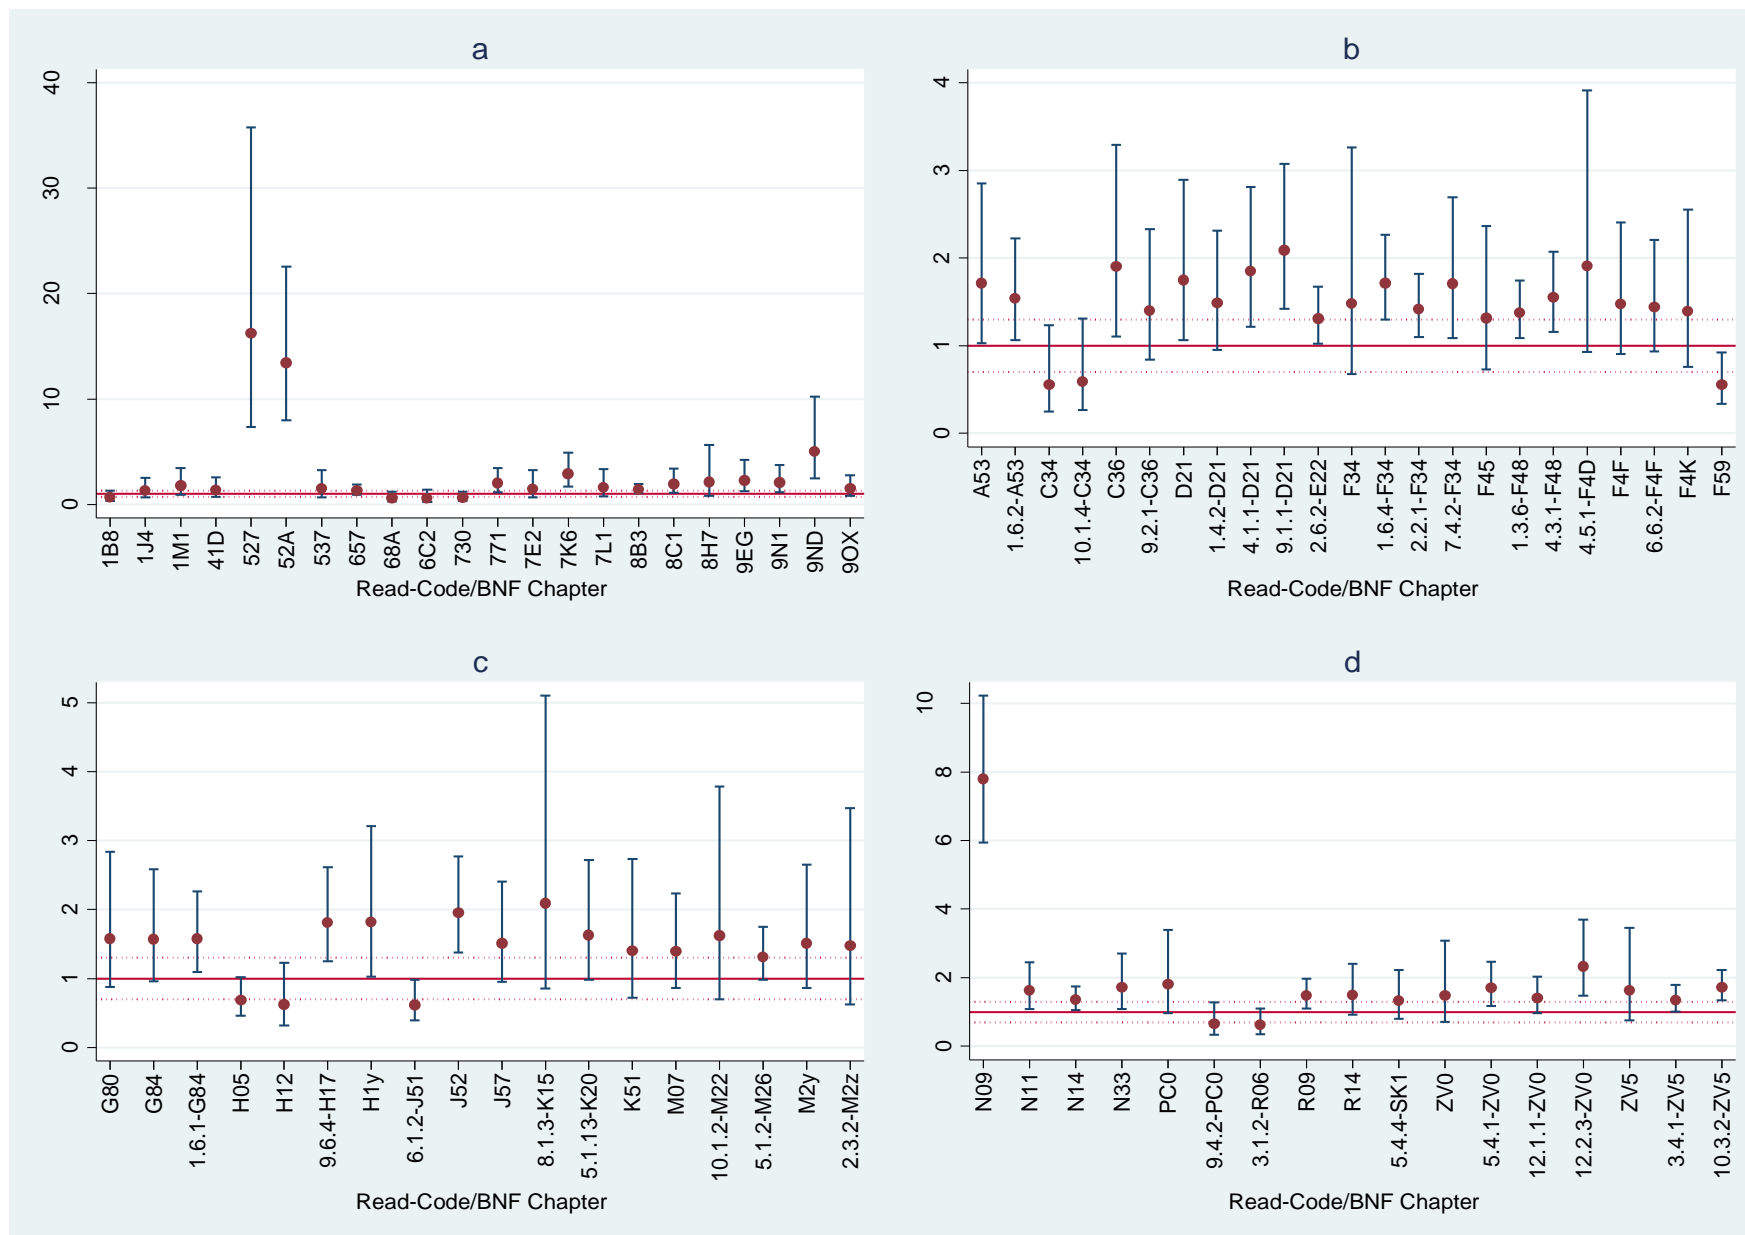 a
40
30
20
10
0
1B8 1J4 1M1 41D 527 52A 537 657 68A 6C2 730 771 7E2 7K6 7L1 8B3 8C1 8H7 9EG 9N1 9ND 9OX
Read-Code/BNF Chapter
b
4
3
2
1
0
A53 1.6.2-A53 C34 10.1.4-C34 C36 9.2.1-C36 D21 1.4.2-D21 4.1.1-D21 9.1.1-D21 2.6.2-E22 F34 1.6.4-F34 2.2.1-F34 7.4.2-F34 F45 1.3.6-F48 4.3.1-F48 4.5.1-F4D F4F 6.6.2-F4F F4K F59
Read-Code/BNF Chapter
c
5
4
3
2
1
0
G80 G84 1.6.1-G84 H05 H12 9.6.4-H17 H1y 6.1.2-J51 J52 J57 8.1.3-K15 5.1.13-K20 K51 M07 10.1.2-M22 5.1.2-M26 M2y 2.3.2-M2z
Read-Code/BNF Chapter
d
10
8
6
4
2
0
N09 N11 N14 N33 PC0 9.4.2-PC0 3.1.2-R06 R09 R14 5.4.4-SK1 ZV0 5.4.1-ZV0 12.1.1-ZV0 12.2.3-ZV0 ZV5 3.4.1-ZV5 10.3.2-ZV5
Read-Code/BNF Chapter